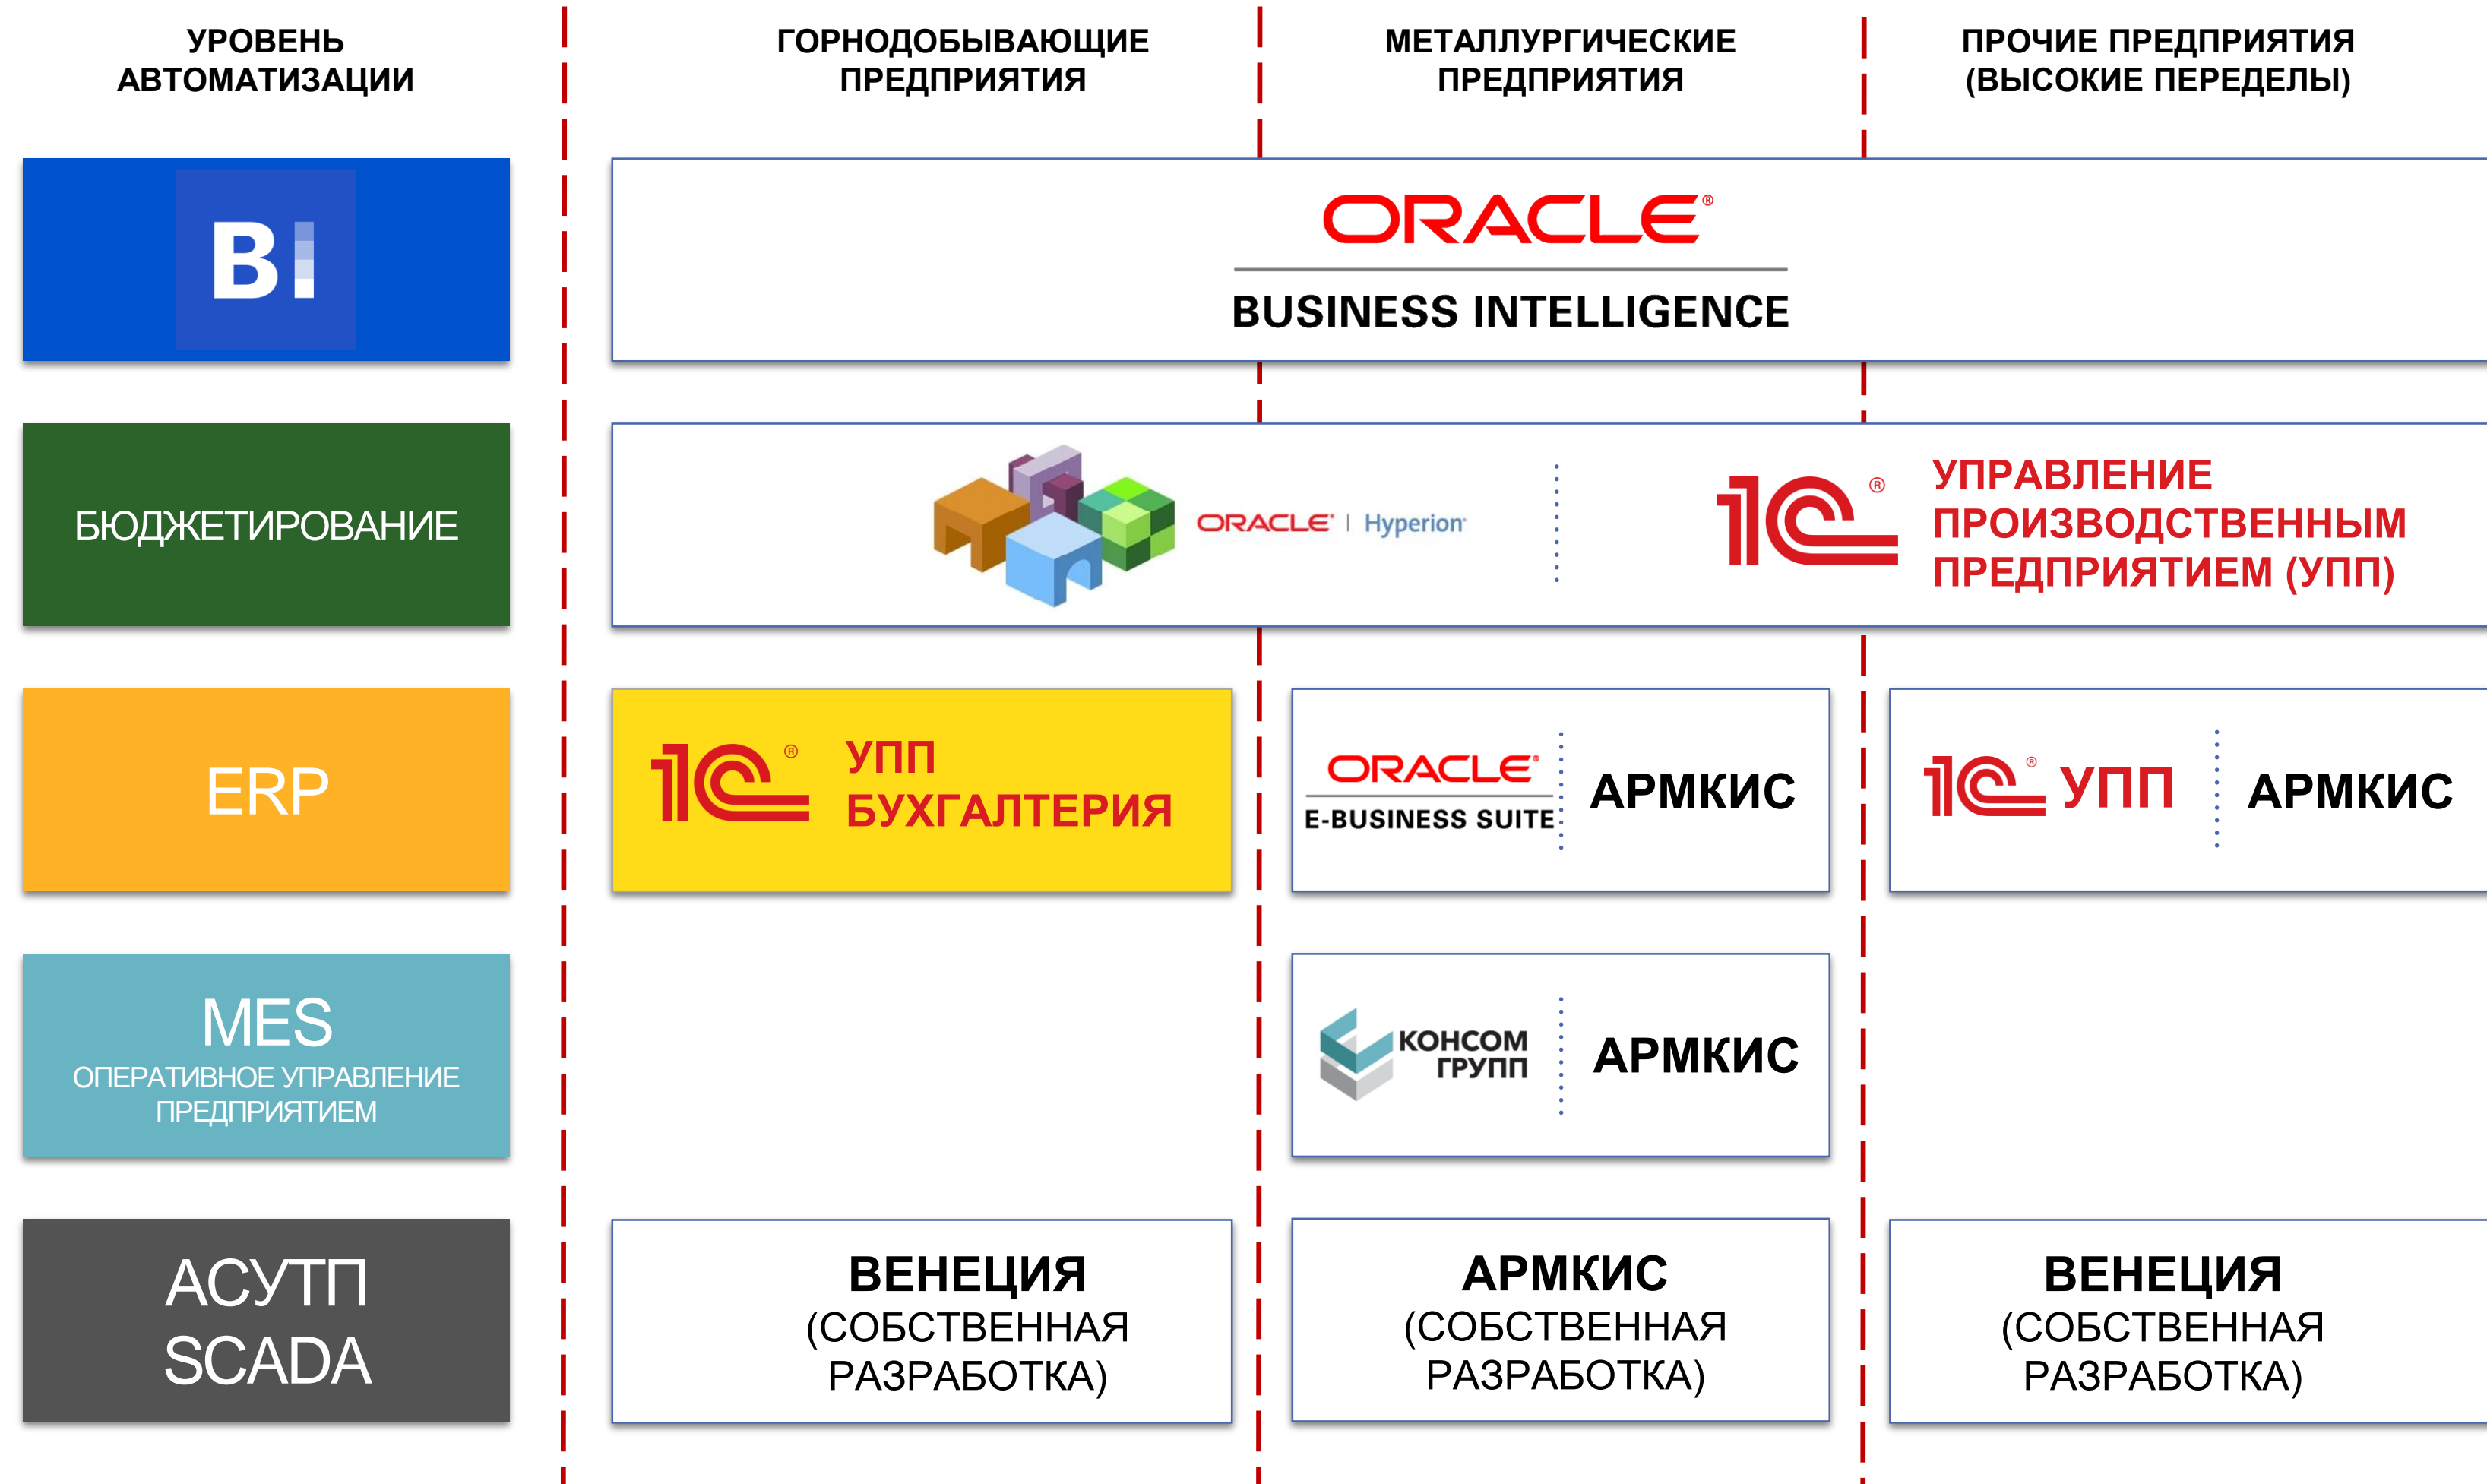 УРОВЕНЬ
АВТОМАТИЗАЦИИ
ГОРНОДОБЫВАЮЩИЕ
ПРЕДПРИЯТИЯ
МЕТАЛЛУРГИЧЕСКИЕ
ПРЕДПРИЯТИЯ
ПРОЧИЕ ПРЕДПРИЯТИЯ
(ВЫСОКИЕ ПЕРЕДЕЛЫ)
BI
ORACLE®
BUSINESS INTELLIGENCE
БЮДЖЕТИРОВАНИЕ
ORACLE® | Hyperion®
1С®
УПРАВЛЕНИЕ
ПРОИЗВОДСТВЕННЫМ
ПРЕДПРИЯТИЕМ (УПП)
ERP
1С®
УПП
БУХГАЛТЕРИЯ
ORACLE®
E-BUSINESS SUITE
АРМКИС
1С® УПП
АРМКИС
MES
ОПЕРАТИВНОЕ УПРАВЛЕНИЕ
ПРЕДПРИЯТИЕМ
КОНСОМ
ГРУПП
АРМКИС
АСУТП
SCADA
ВЕНЕЦИЯ
(СОБСТВЕННАЯ
РАЗРАБОТКА)
АРМКИС
(СОБСТВЕННАЯ
РАЗРАБОТКА)
ВЕНЕЦИЯ
(СОБСТВЕННАЯ
РАЗРАБОТКА)